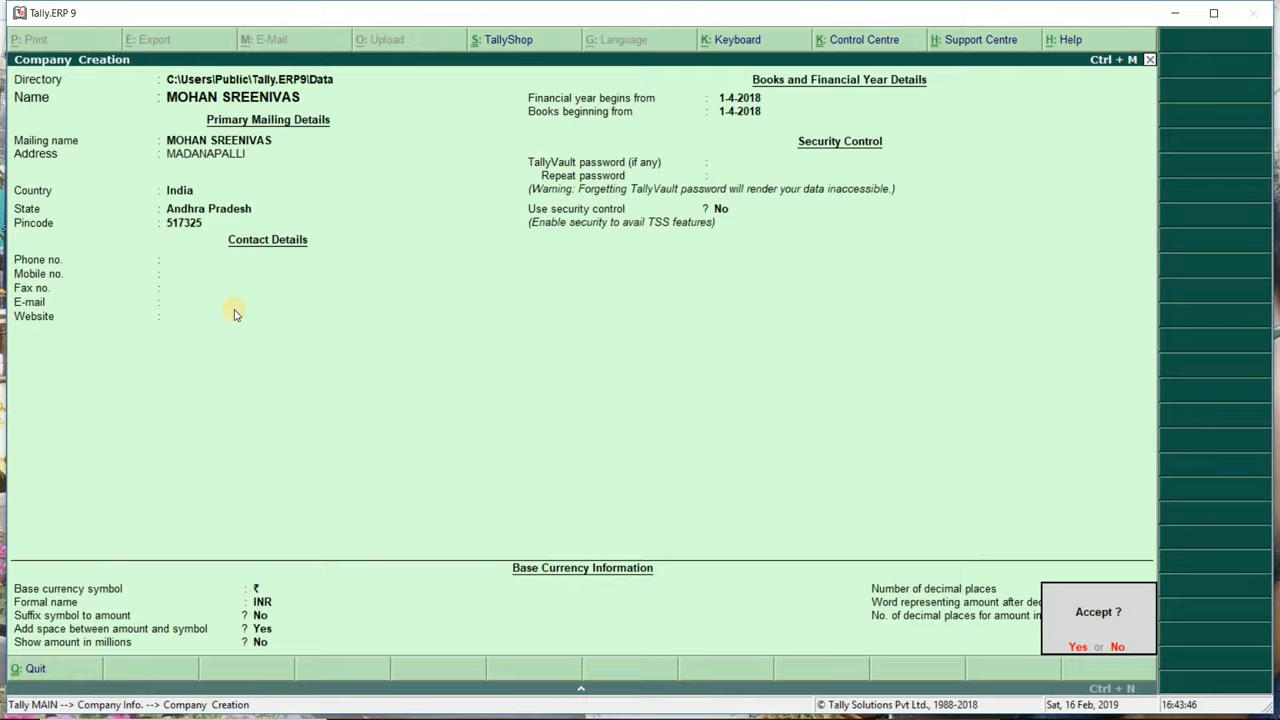 Tally.ERP 9
P: Print E: Export M: E-Mail O: Upload S: TallyShop G: Language K: Keyboard K: Control Centre H: Support Centre H: Help
Company Creation Ctrl + M
Directory : C:\Users\Public\Tally.ERP9\Data
Name : MOHAN SREENIVAS
Primary Mailing Details
Mailing name : MOHAN SREENIVAS
Address : MADANAPALLI
Country : India
State : Andhra Pradesh
Pincode : 517325
Contact Details
Phone no. :
Mobile no. :
Fax no. :
E-mail :
Website :
Books and Financial Year Details
Financial year begins from : 1-4-2018
Books beginning from : 1-4-2018
Security Control
TallyVault password (if any) :
Repeat password :
(Warning: Forgetting TallyVault password will render your data inaccessible.)
Use security control ? No
(Enable security to avail TSS features)
Base Currency Information
Base currency symbol : ₹
Formal name : INR
Suffix symbol to amount ? No
Add space between amount and symbol ? Yes
Show amount in millions ? No
Number of decimal places
Word representing amount after dec
No. of decimal places for amount in
Accept ?
Yes or No
Q: Quit
Ctrl + N
Tally MAIN --> Company Info. --> Company Creation © Tally Solutions Pvt Ltd., 1988-2018 Sat, 16 Feb, 2019 16:43:46